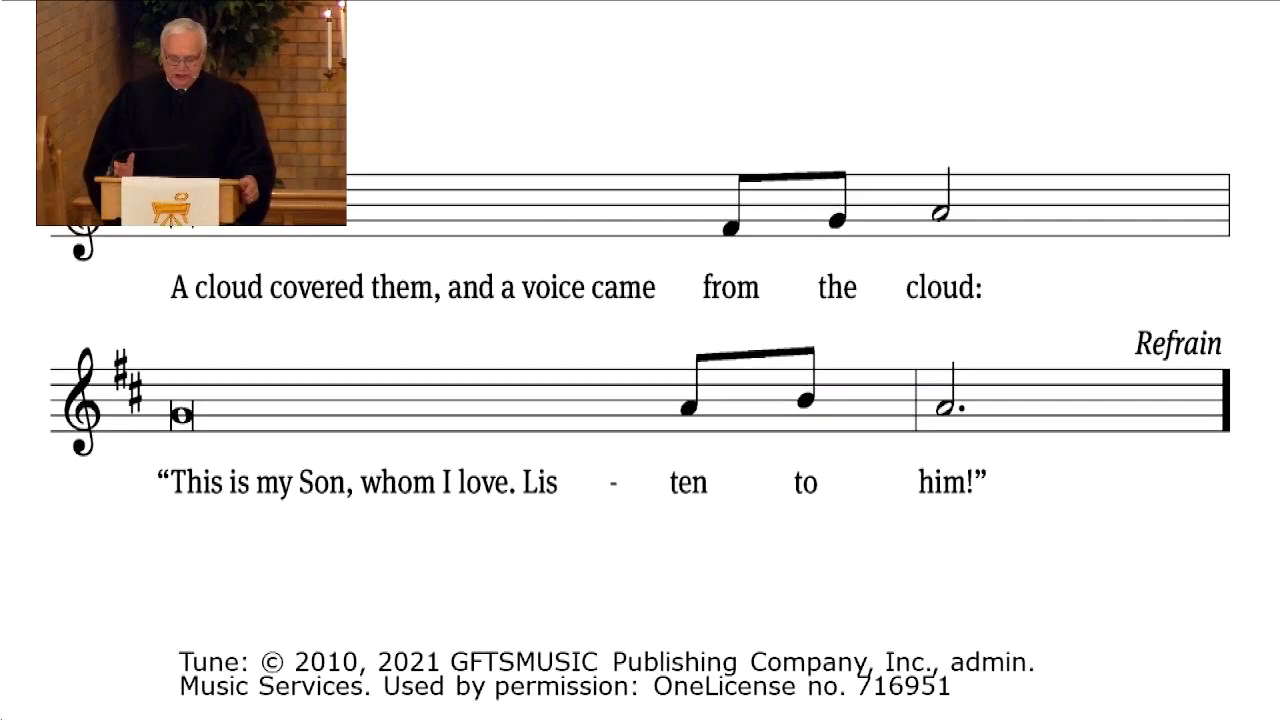 A cloud covered them, and a voice came from the cloud:
Refrain
“This is my Son, whom I love. Lis - ten to him!”
Tune: © 2010, 2021 GFTSMUSIC Publishing Company, Inc., admin.
Music Services. Used by permission: OneLicense no. 716951